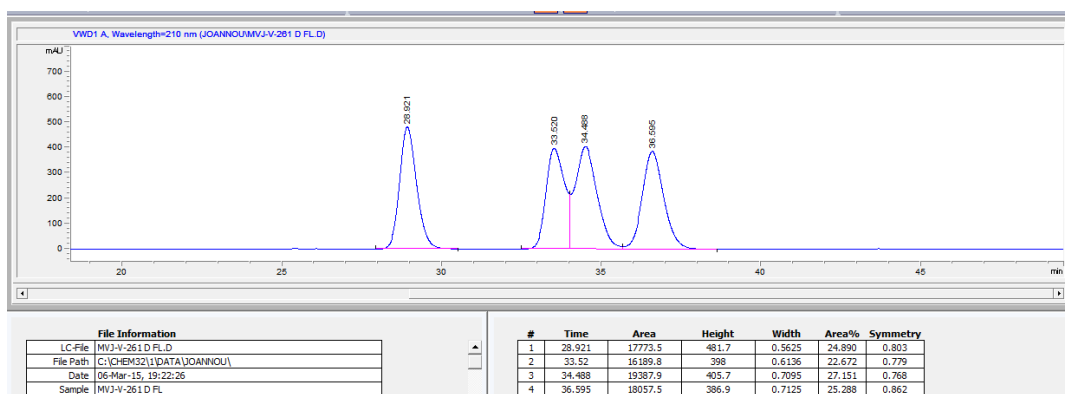 VWD1 A, Wavelength=210 nm (JOANNOU\MVJ-V-261 D FL.D)
mAU
700
600
500
400
300
200
100
0
28.921
33.520
34.488
36.595
20 25 30 35 40 45 min
File Information
LC-File MVJ-V-261 D FL.D
File Path C:\CHEM32\1\DATA\JOANNOU\
Date 06-Mar-15, 19:22:26
Sample MVJ-V-261 D FL
# Time Area Height Width Area% Symmetry
1 28.921 17773.5 481.7 0.5625 24.890 0.803
2 33.52 16189.8 398 0.6136 22.672 0.779
3 34.488 19387.9 405.7 0.7095 27.151 0.768
4 36.595 18057.5 386.9 0.7125 25.288 0.862